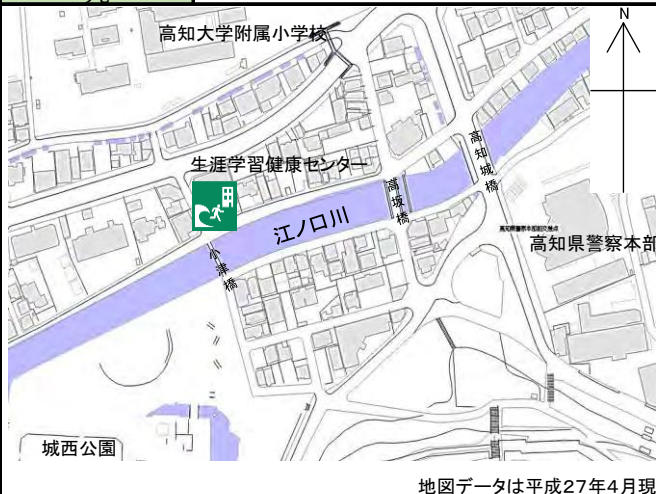 高知大学附属小学校
N
生涯学習健康センター
高知城橋
高坂橋
江ノ口川
小津橋
高知県警察本部
城西公園
地図データは平成27年4月現